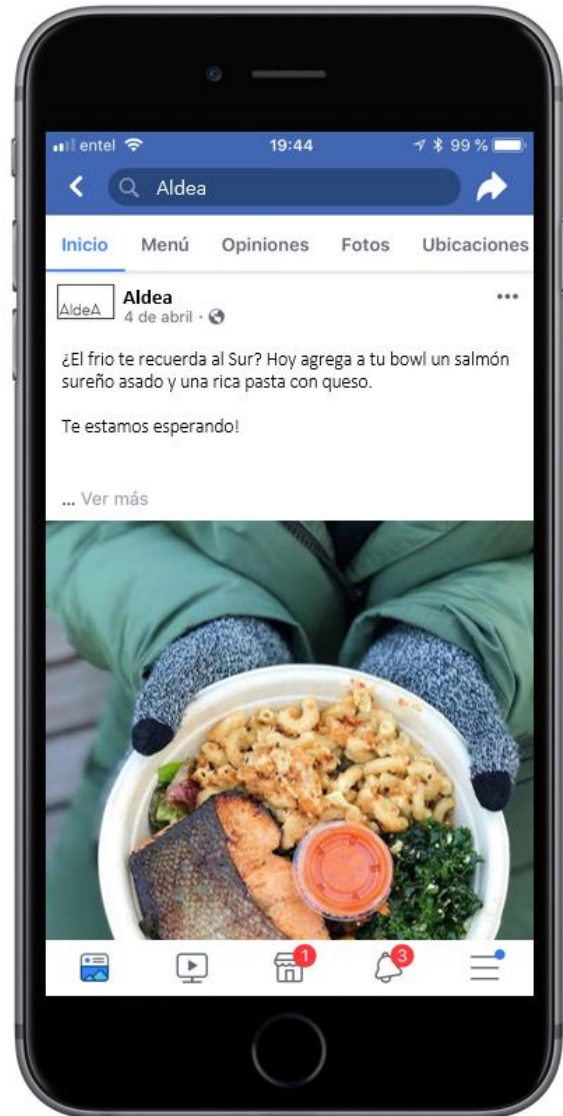 entel 19:44 99 %
Aldea
Inicio Menú Opiniones Fotos Ubicaciones
AldeA
Aldea
4 de abril ·
¿El frio te recuerda al Sur? Hoy agrega a tu bowl un salmón
sureño asado y una rica pasta con queso.
Te estamos esperando!
... Ver más
1 3